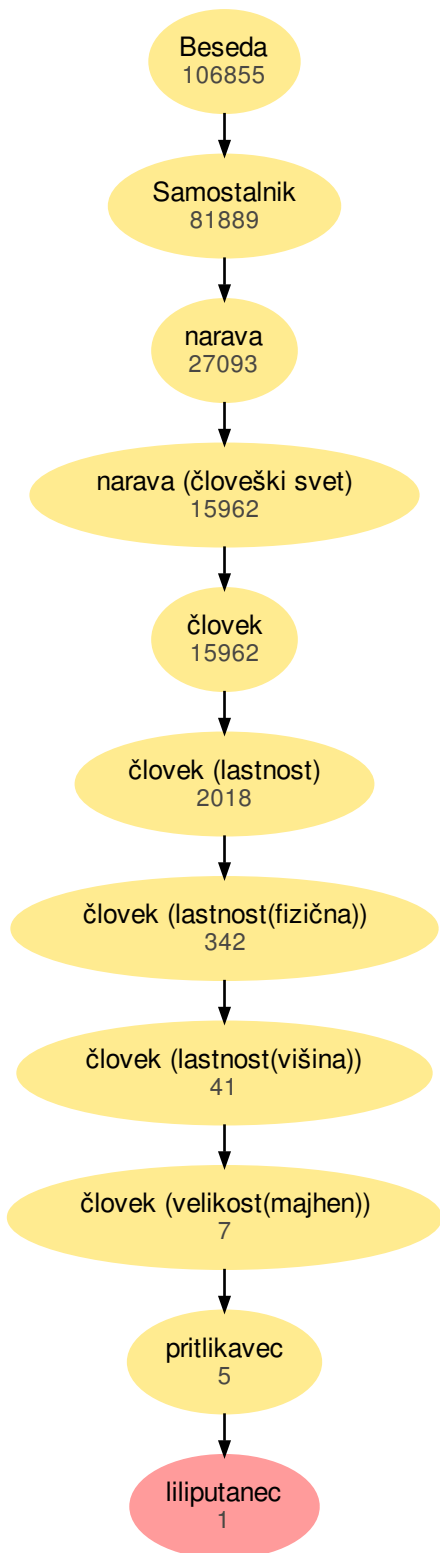 Beseda
106855
Samostalnik
81889
narava
27093
narava (človeški svet)
15962
človek
15962
človek (lastnost)
2018
človek (lastnost(fizična))
342
človek (lastnost(višina))
41
človek (velikost(majhen))
7
pritlikavec
5
liliputanec
1